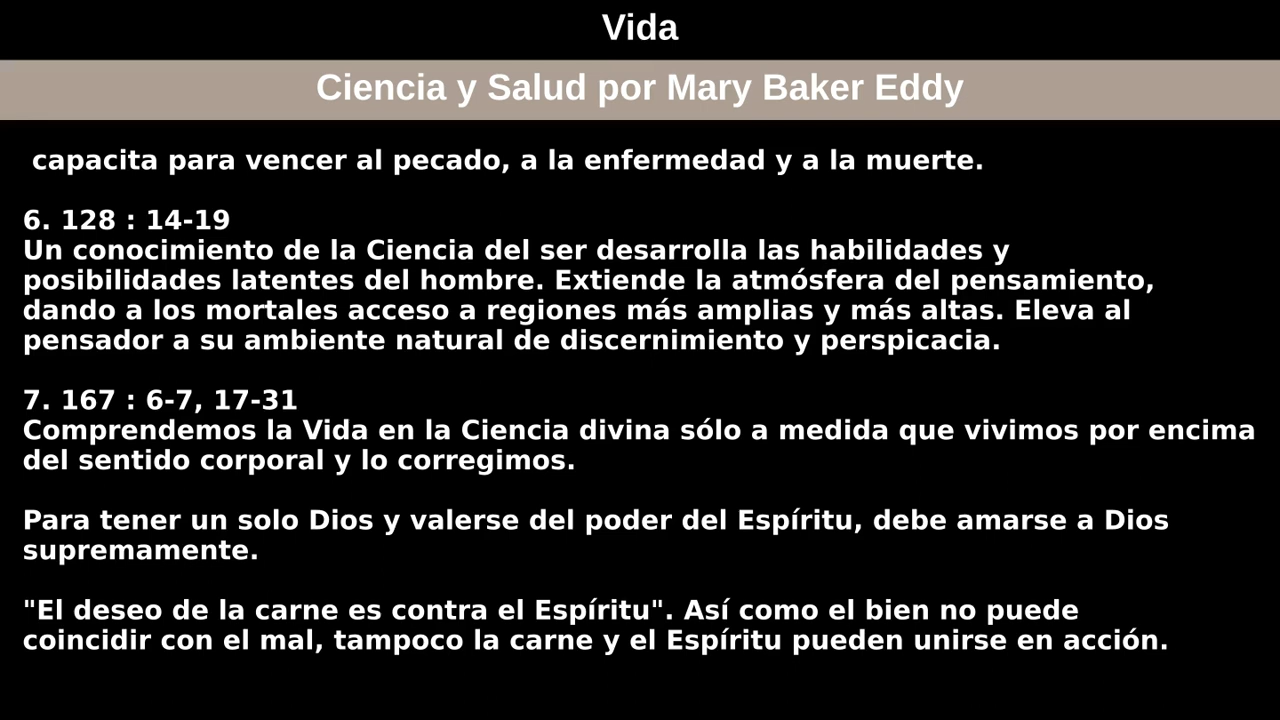 Vida
Ciencia y Salud por Mary Baker Eddy
capacita para vencer al pecado, a la enfermedad y a la muerte.
6. 128 : 14-19
Un conocimiento de la Ciencia del ser desarrolla las habilidades y
posibilidades latentes del hombre. Extiende la atmósfera del pensamiento,
dando a los mortales acceso a regiones más amplias y más altas. Eleva al
pensador a su ambiente natural de discernimiento y perspicacia.
7. 167 : 6-7, 17-31
Comprendemos la Vida en la Ciencia divina sólo a medida que vivimos por encima
del sentido corporal y lo corregimos.
Para tener un solo Dios y valerse del poder del Espíritu, debe amarse a Dios
supremamente.
"El deseo de la carne es contra el Espíritu". Así como el bien no puede
coincidir con el mal, tampoco la carne y el Espíritu pueden unirse en acción.